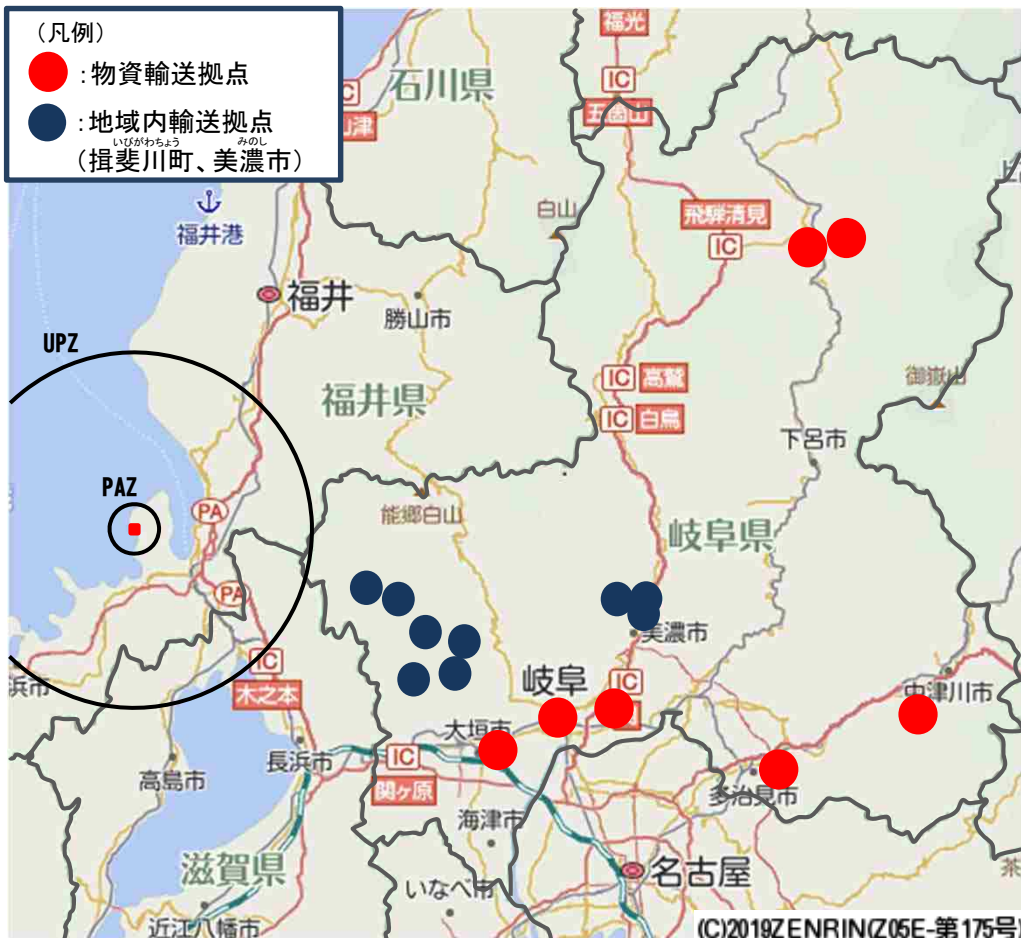 (凡例)
:物資輸送拠点
:地域内輸送拠点
いびがわちょう みのし
(揖斐川町、美濃市)
福光
IC
石川県
五箇山
白山
飛騨清見
IC
福井港
福井
勝山市
UPZ
IC 高鷲
御嶽山
福井県
IC 白鳥
下呂市
PAZ
PA
能郷白山
岐阜県
PA
美濃市
IC
木之本
岐阜
IC
中津川市
大垣市
長浜市
IC
高島市
関ヶ原
多治見市
海津市
滋賀県
名古屋
いなべ市
近江八幡市
(C)2019ZENRIN(Z05E-第175号)